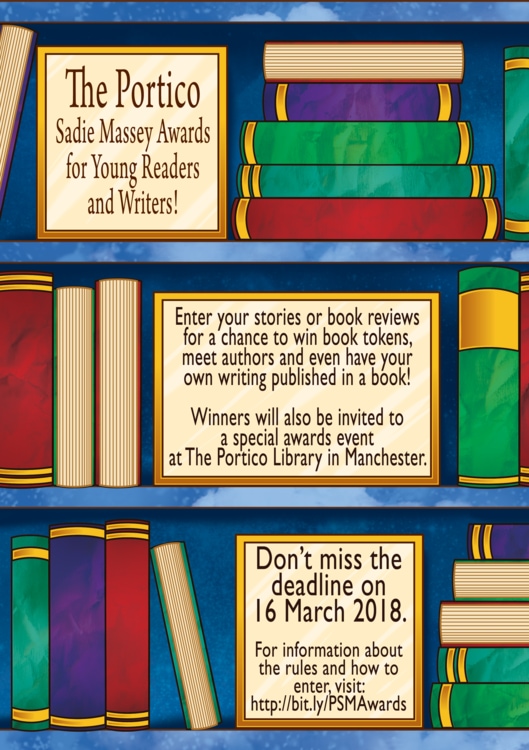 The Portico
Sadie Massey Awards
for Young Readers
and Writers!
Enter your stories or book reviews
for a chance to win book tokens,
meet authors and even have your
own writing published in a book!
Winners will also be invited to
a special awards event
at The Portico Library in Manchester.
Don't miss the
deadline on
16 March 2018.
For information about
the rules and how to
enter, visit:
http://bit.ly/PSMAwards